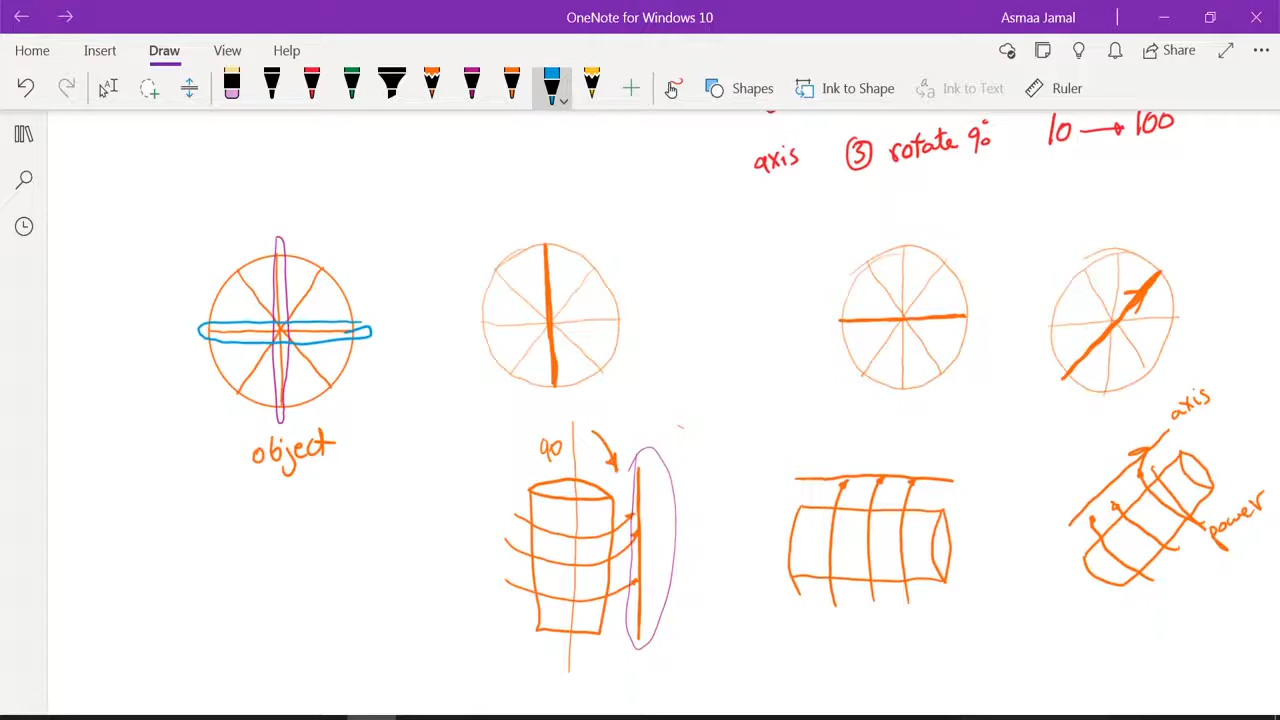 OneNote for Windows 10
Asmaa Jamal
Home Insert Draw View Help
Share
Shapes Ink to Shape Ink to Text Ruler
axis ③ rotate 90 10 → 100
object
90
axis
power